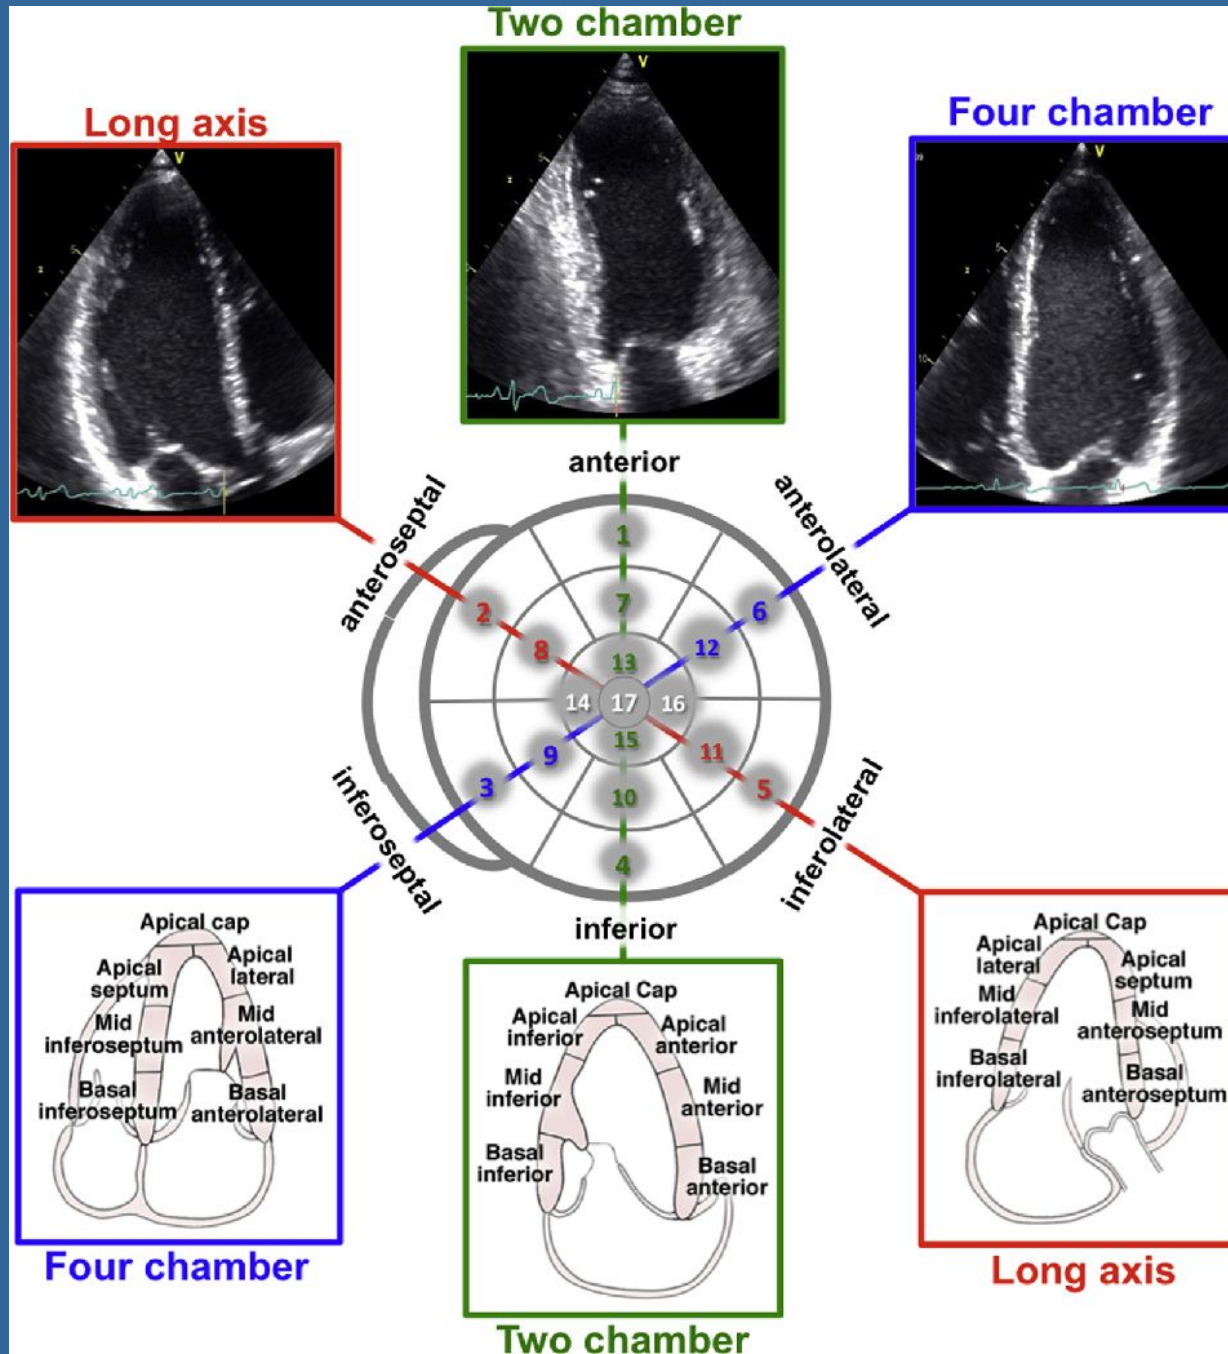 Two chamber
Long axis
Four chamber
V
V
V
5
5
5
10
anterior
anteroseptal
anterolateral
1
7
2
6
8
12
13
14
17
16
15
9
11
3
10
5
4
inferoseptal
inferolateral
inferior
Apical cap
Apical
septum
Apical
lateral
Mid
inferoseptum
Mid
anterolateral
Basal
inferoseptum
Basal
anterolateral
Four chamber
Apical Cap
Apical
inferior
Apical
anterior
Mid
inferior
Mid
anterior
Basal
inferior
Basal
anterior
Two chamber
Apical Cap
Apical
lateral
Apical
septum
Mid
inferolateral
Mid
anteroseptum
Basal
inferolateral
Basal
anteroseptum
Long axis